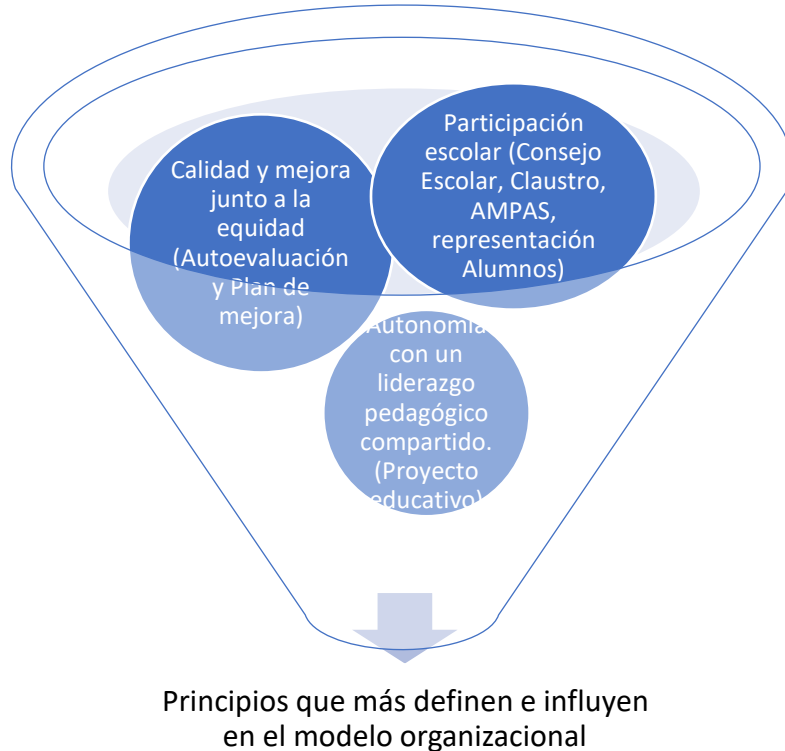 Calidad y mejora
junto a la
equidad
(Autoevaluación
y Plan de
mejora)
Participación
escolar (Consejo
Escolar, Claustro,
AMPAS,
representación
Alumnos)
Autonomía
con un
liderazgo
pedagógico
compartido.
(Proyecto
educativo)
Principios que más definen e influyen
en el modelo organizacional